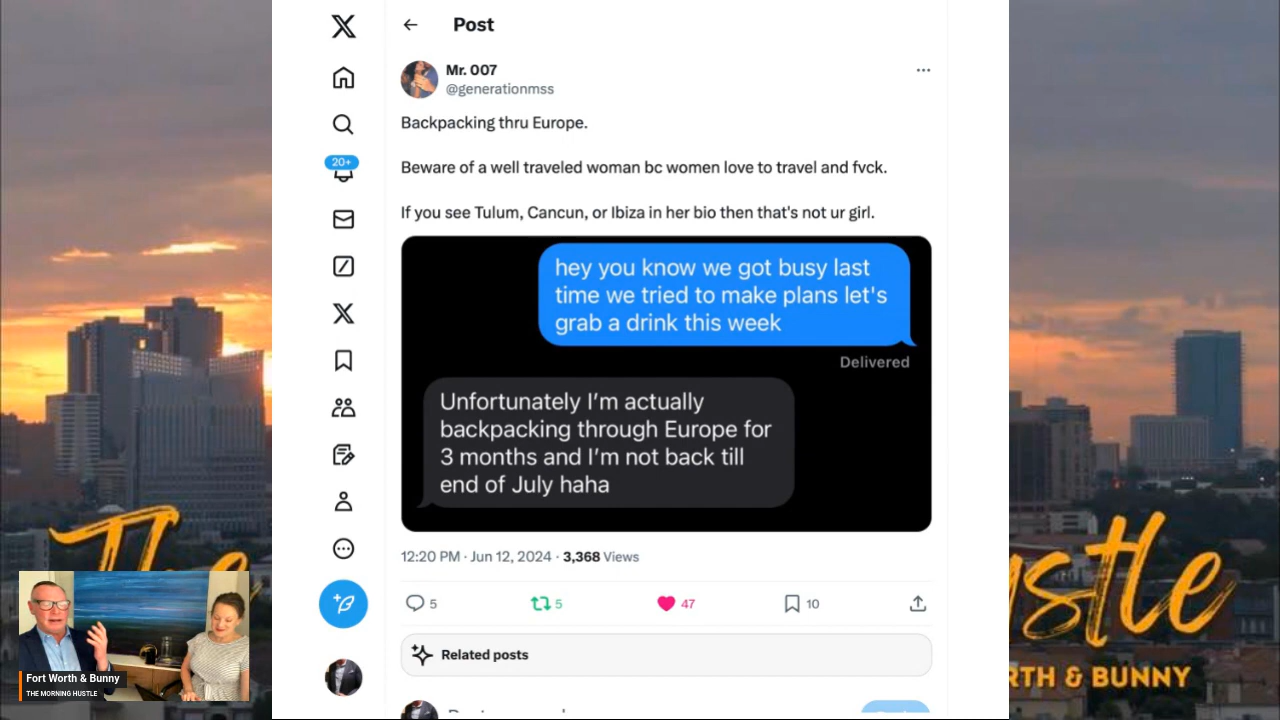 Post
Mr. 007
@generationmss
Backpacking thru Europe.
Beware of a well traveled woman bc women love to travel and fvck.
If you see Tulum, Cancun, or Ibiza in her bio then that's not ur girl.
20+
hey you know we got busy last
time we tried to make plans let's
grab a drink this week
Delivered
Unfortunately I'm actually
backpacking through Europe for
3 months and I'm not back till
end of July haha
12:20 PM · Jun 12, 2024 · 3,368 Views
5
5
47
10
Related posts
The
stle
RTH & BUNNY
Fort Worth & Bunny
THE MORNING HUSTLE